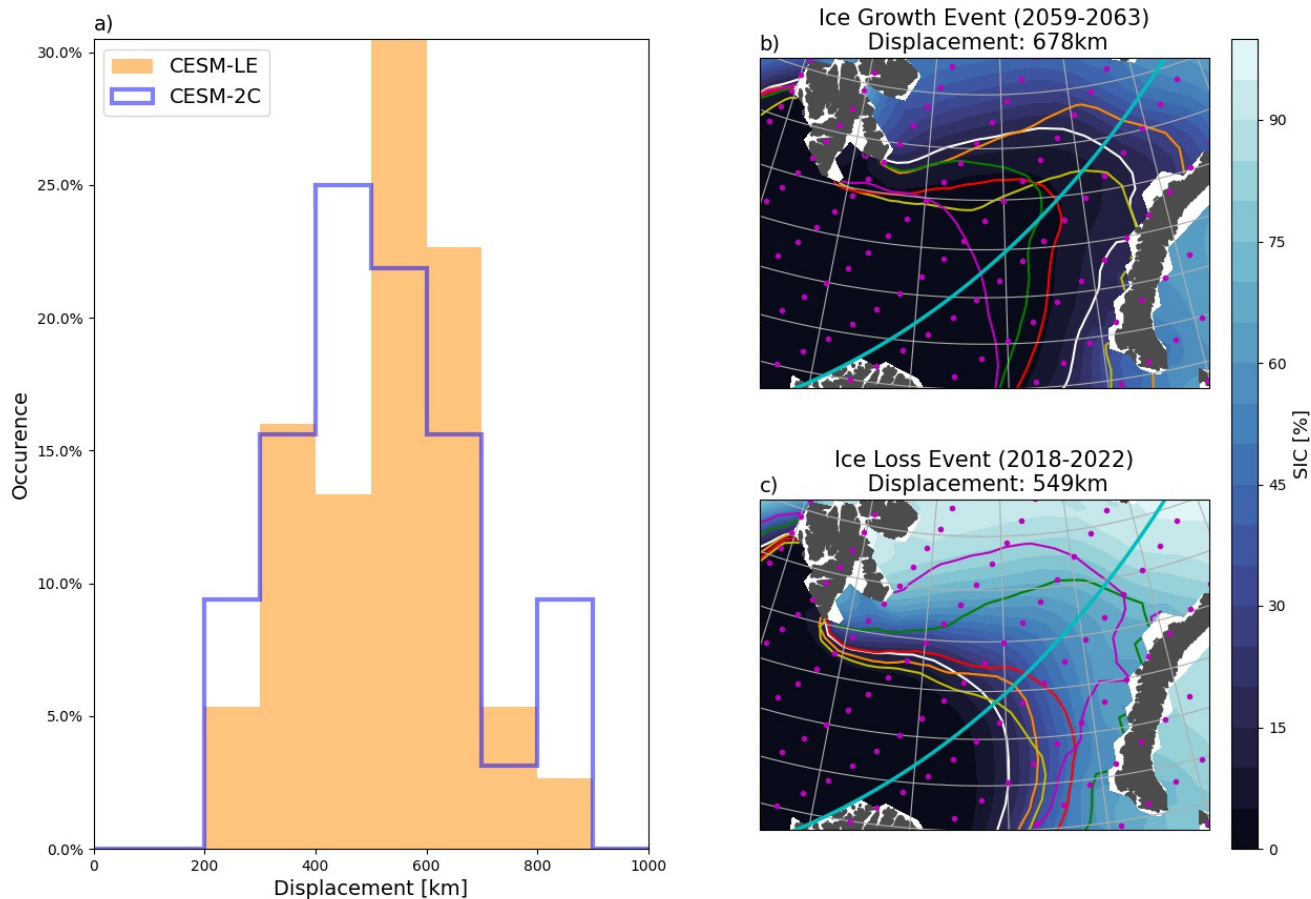 a)
30.0%
25.0%
20.0%
15.0%
10.0%
5.0%
0.0%
Occurence
CESM-LE
CESM-2C
0
200
400
600
800
1000
Displacement [km]
Ice Growth Event (2059-2063)
b)
Displacement: 678km
Ice Loss Event (2018-2022)
c)
Displacement: 549km
90
75
60
45
30
15
0
SIC [%]